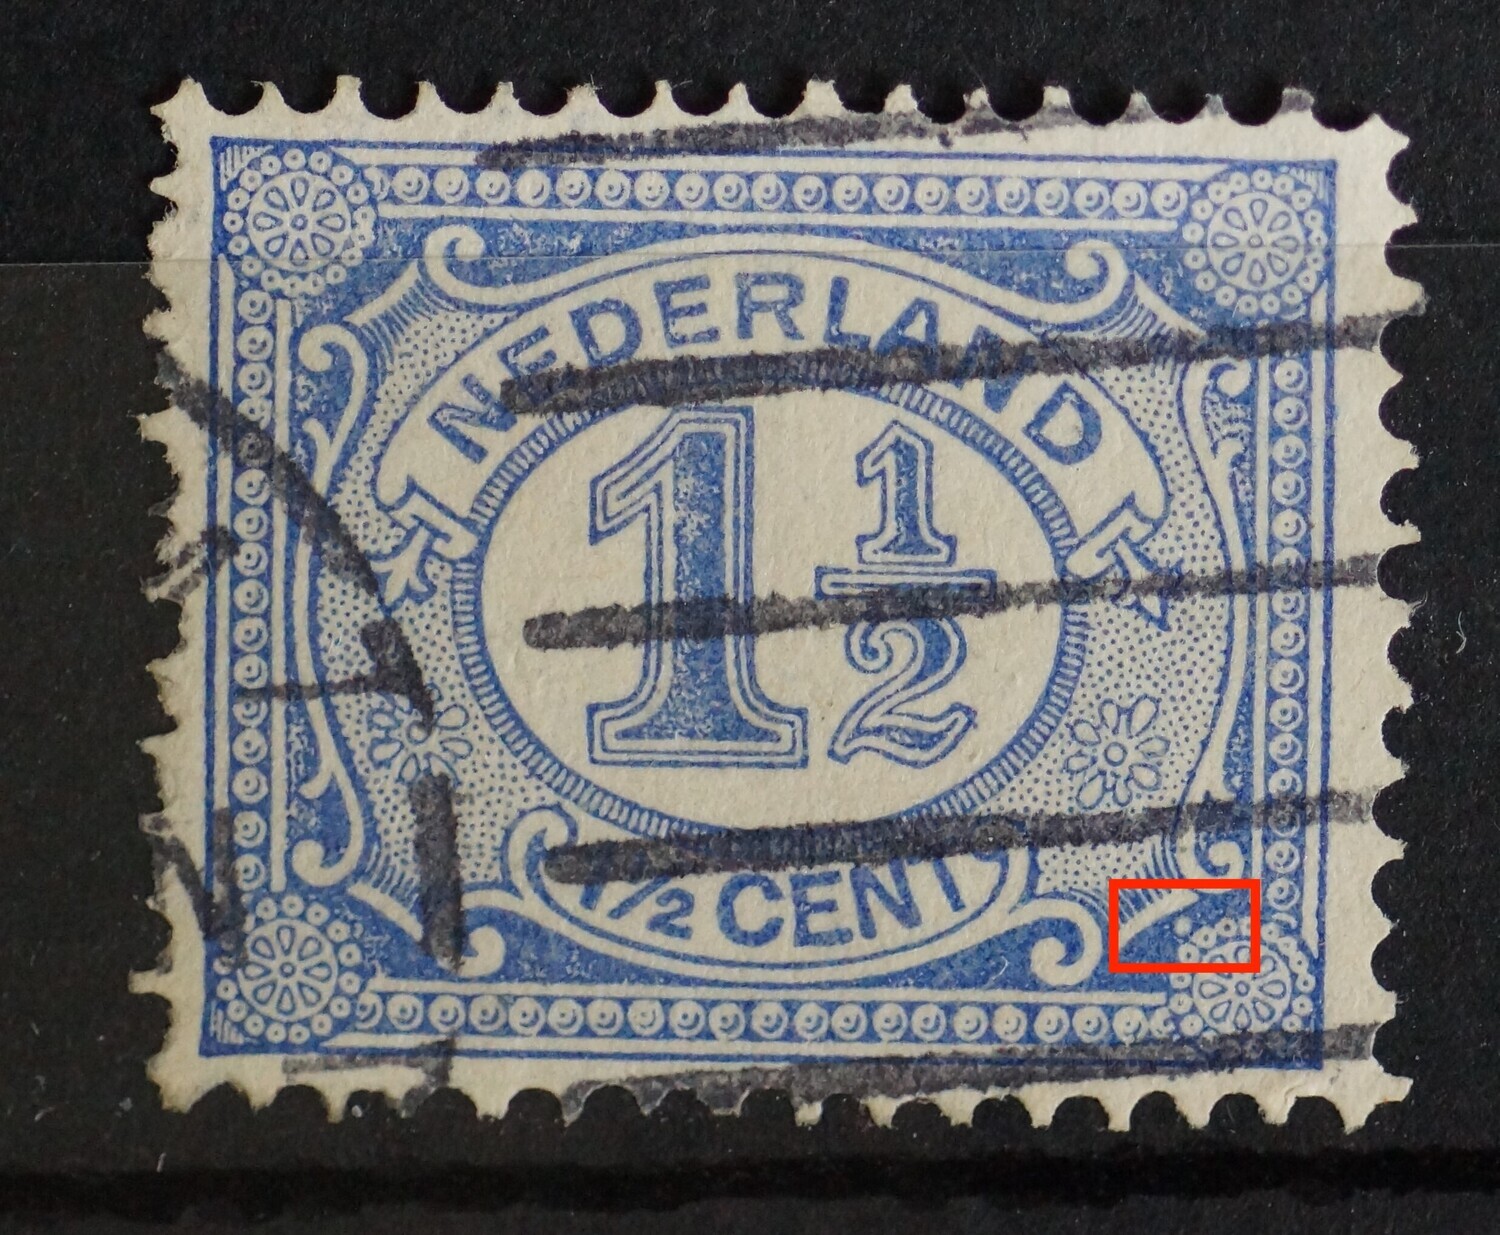 NEDERLAND
1 1/2
1/2 CENT